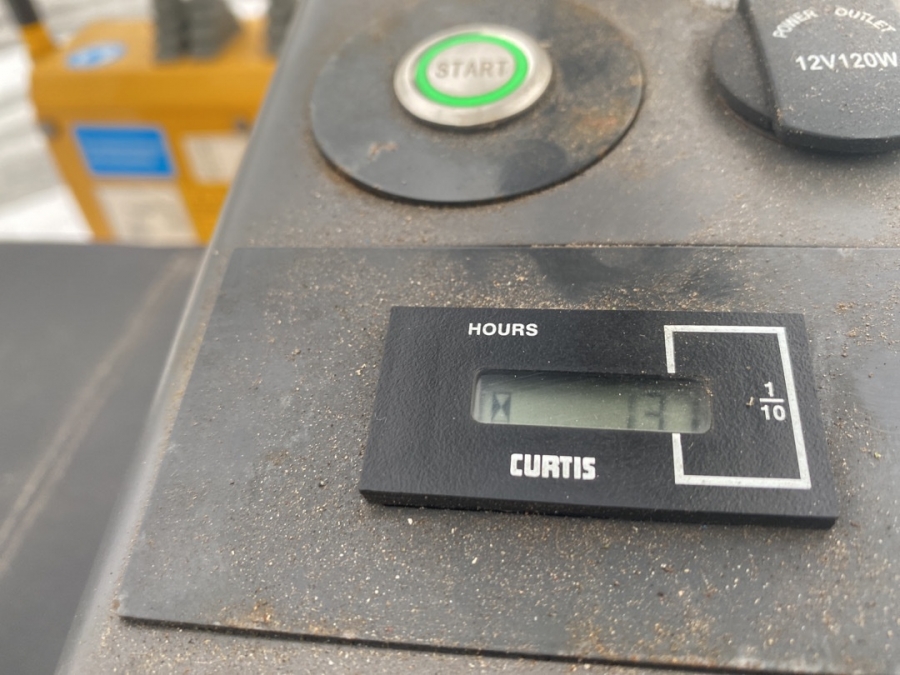 START
POWER OUTLET
12V120W
HOURS
1
10
CURTIS